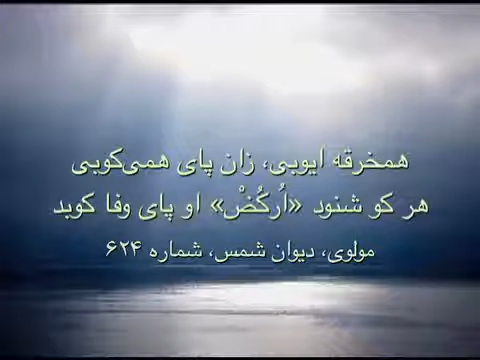 همخرقه ایوبی، زان پای همی‌کوبی
هر کو شنود «اُرکُضْ» او پای وفا کوبد
مولوی، دیوان شمس، شماره ۶۲۴